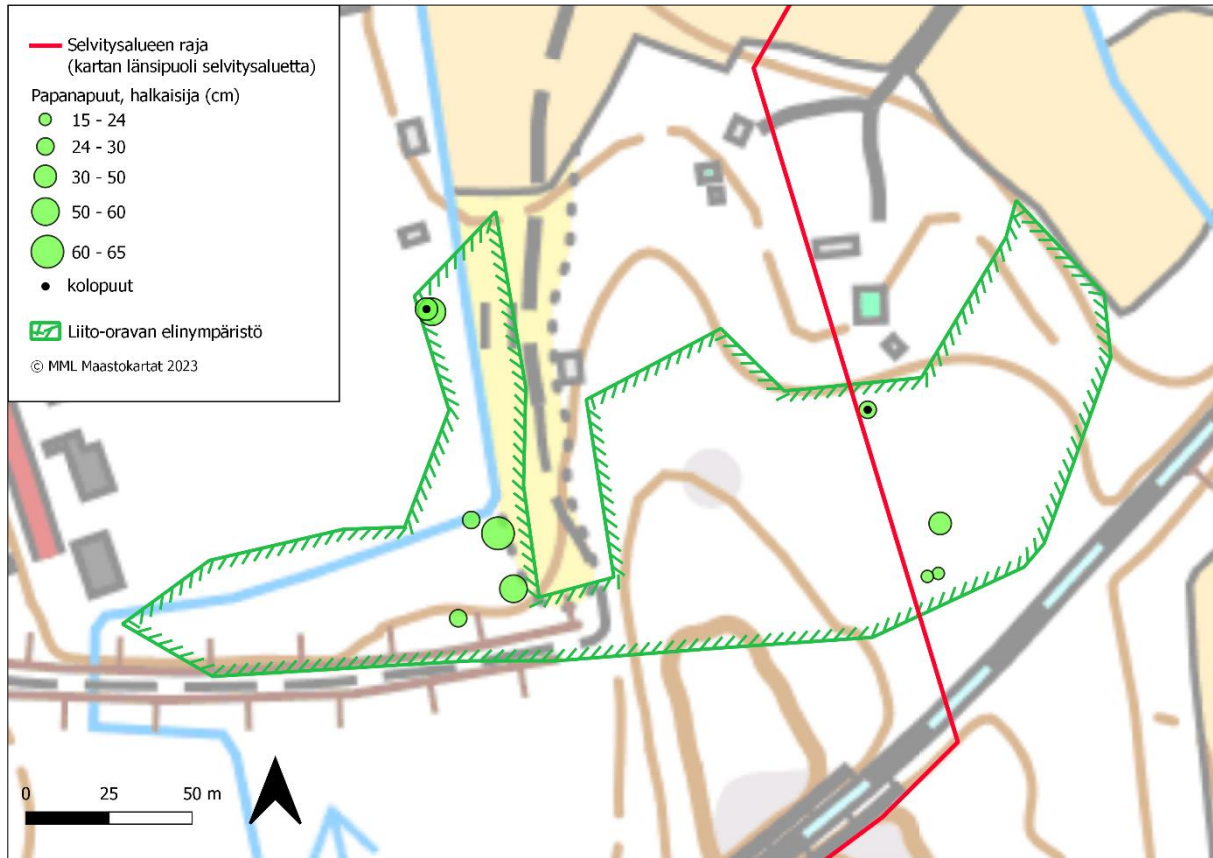 Selvitysalueen raja
(kartan länsipuoli selvitysaluetta)
Papanapuut, halkaisija (cm)
15 - 24
24 - 30
30 - 50
50 - 60
60 - 65
kolopuut
Liito-oravan elinympäristö
© MML Maastokartat 2023
0 25 50 m